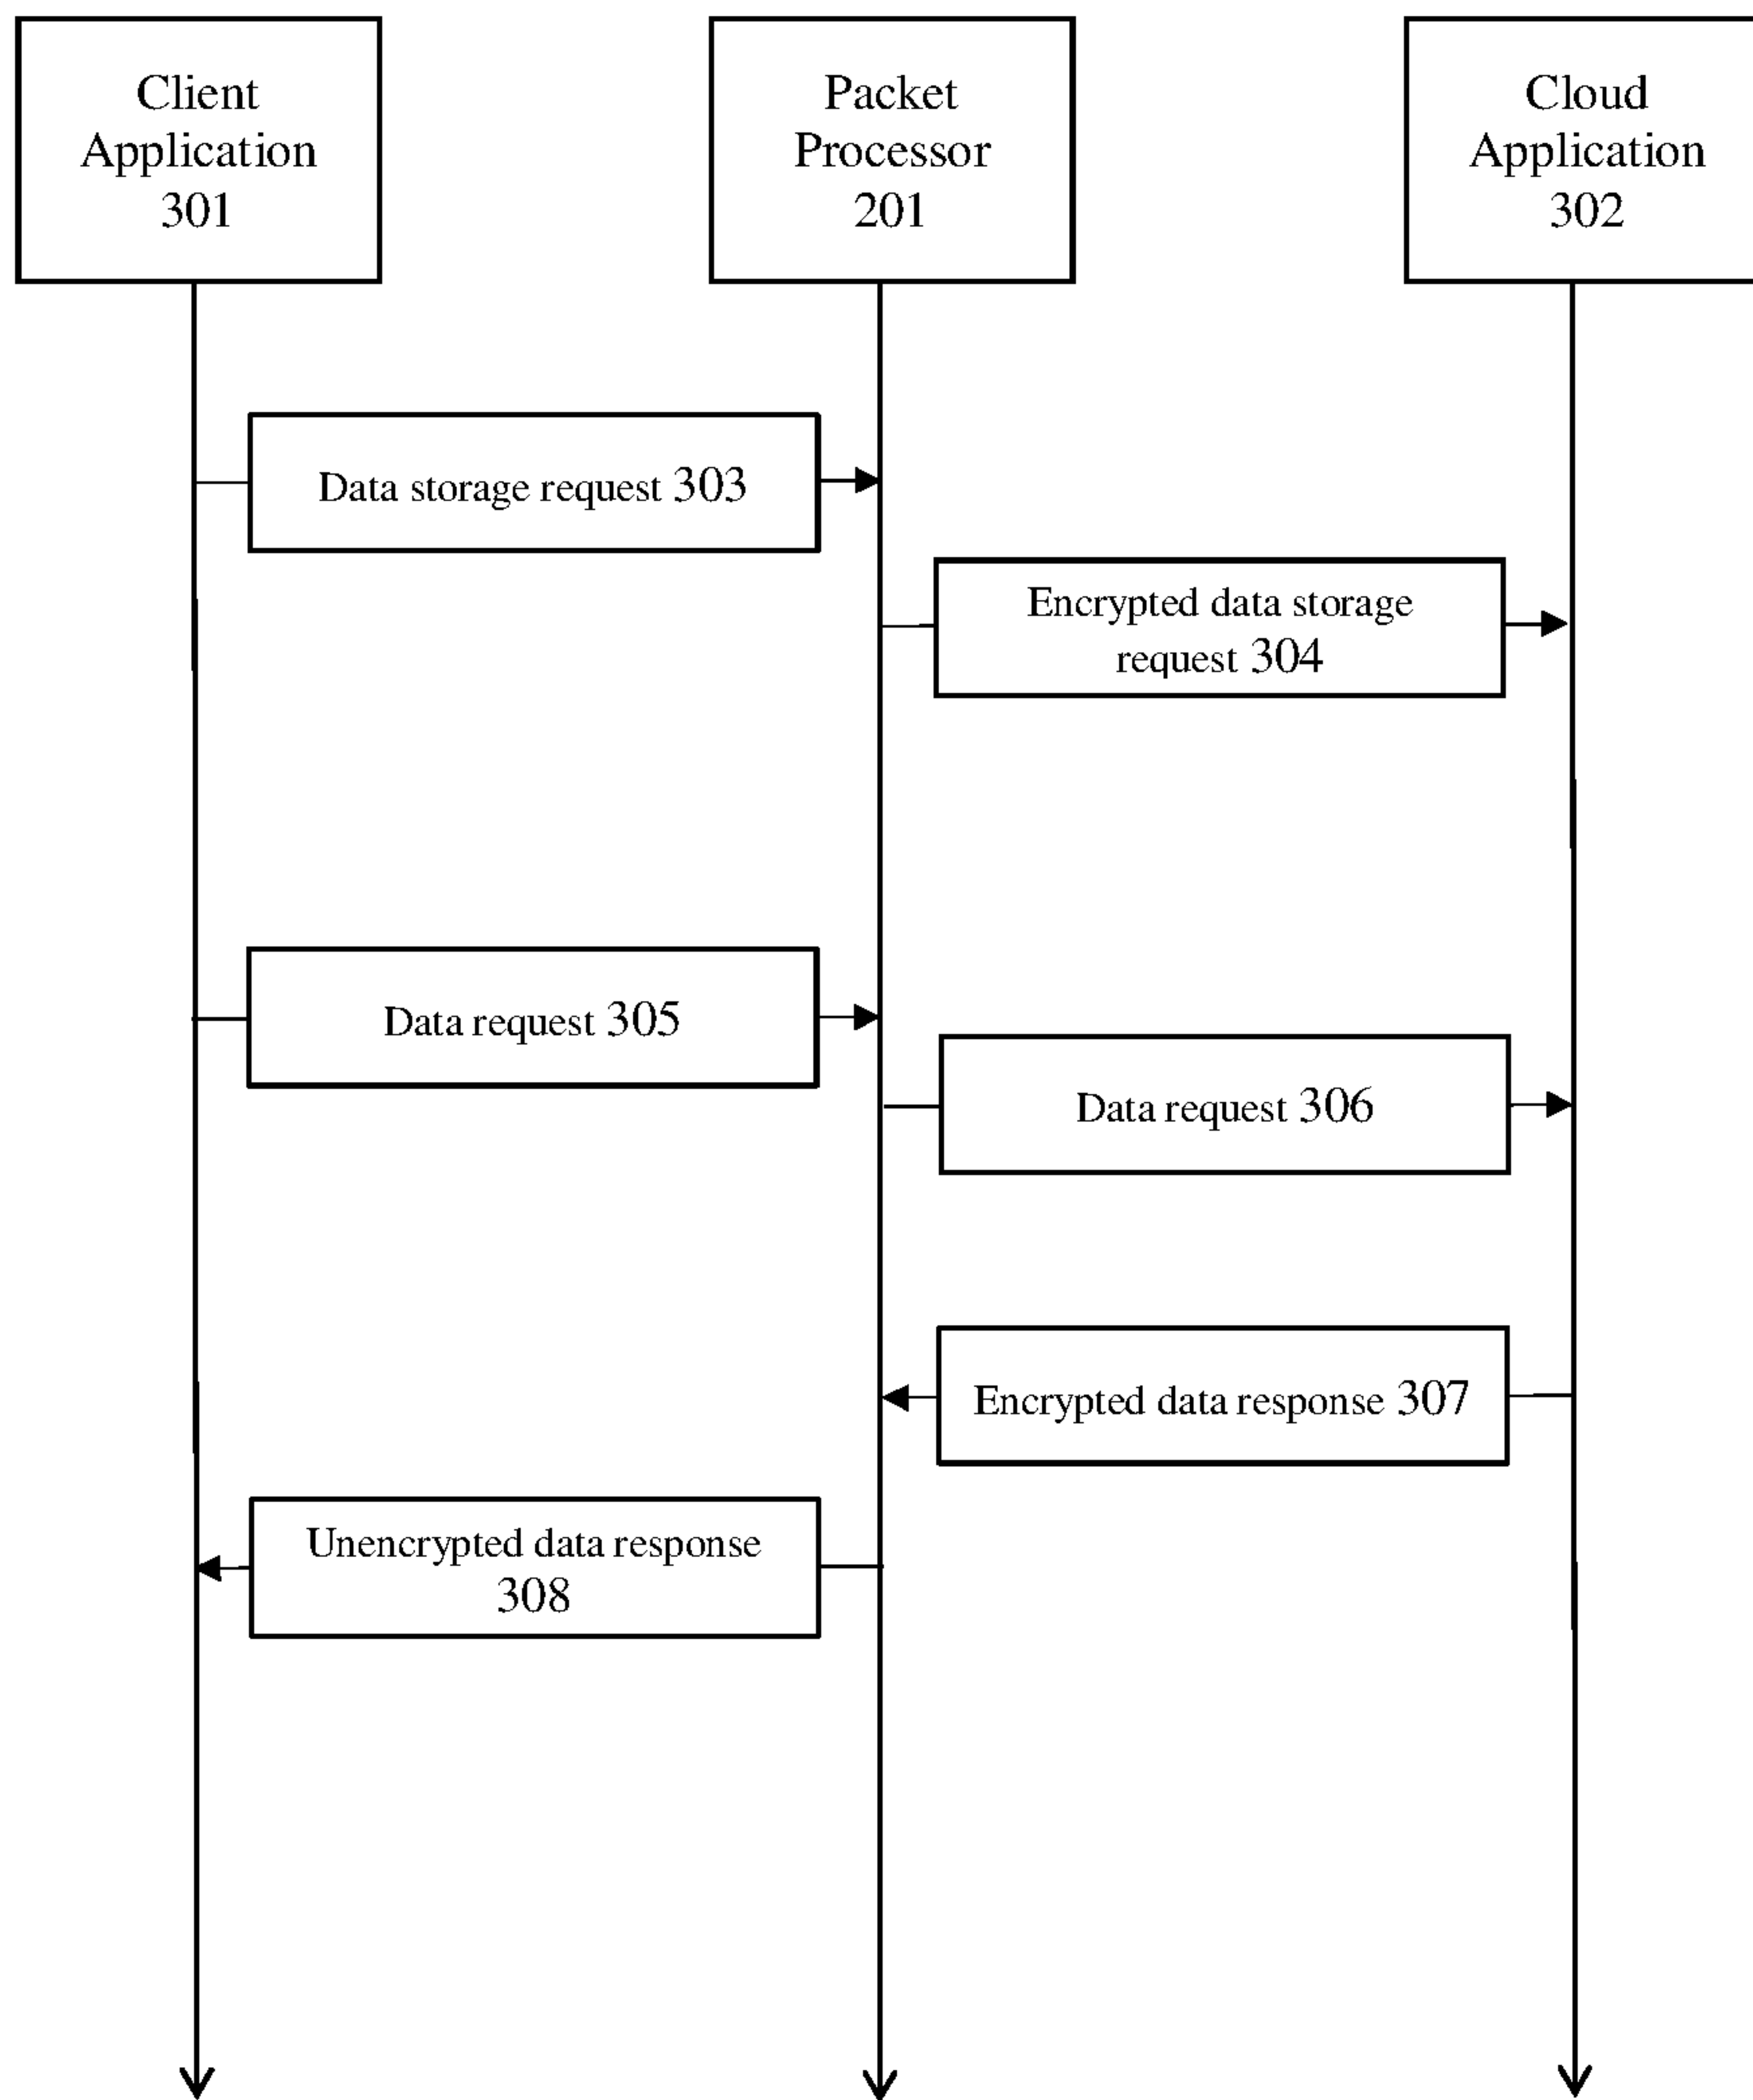 Client
Application
301
Packet
Processor
201
Cloud
Application
302
Data storage request 303
Encrypted data storage
request 304
Data request 305
Data request 306
Encrypted data response 307
Unencrypted data response
308